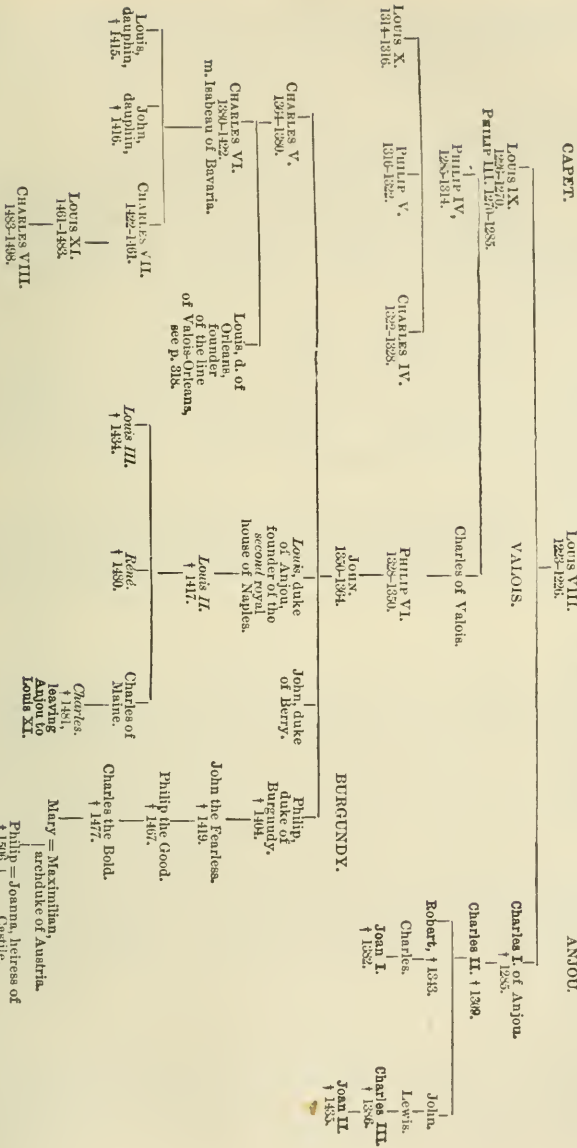 CAPET.
LOUIS VIII.
1223-1226.
ANJOU.
LOUIS IX.
1226-1270.
PHILIP III. 1270-1285.
VALOIS.
Charles I. of Anjou.
† 1285.
PHILIP IV,
1285-1314.
Charles of Valois.
Charles II. † 1309.
LOUIS X.
1314-1316.
PHILIP V.
1316-1322.
CHARLES IV.
1322-1328.
PHILIP VI.
1328-1350.
Robert, † 1343.
John.
JOHN.
1350-1364.
BURGUNDY.
Charles.
Lewis.
Joan I.
† 1382.
Charles III.
† 1386.
Joan II.
† 1435.
CHARLES V.
1364-1380.
Louis, duke
of Anjou,
founder of the
second royal
house of Naples.
John, duke
of Berry.
Philip,
duke of
Burgundy.
† 1404.
CHARLES VI.
1380-1422,
m. Isabeau of Bavaria.
Louis, d. of
Orleans,
founder
of the line
of Valois-Orleans,
see p. 318.
Louis II.
† 1417.
John the Fearless.
† 1419.
Louis,
dauphin,
† 1415.
John,
dauphin,
† 1416.
CHARLES VII.
1422-1461.
Louis III.
† 1434.
René.
† 1480.
Charles of
Maine.
Philip the Good.
† 1467.
LOUIS XI.
1461-1483.
Charles.
† 1481,
leaving
Anjou to
Louis XI.
Charles the Bold.
† 1477.
CHARLES VIII.
1483-1498.
Mary = Maximilian,
archduke of Austria.
Philip = Joanna, heiress of
† 1506
Castile